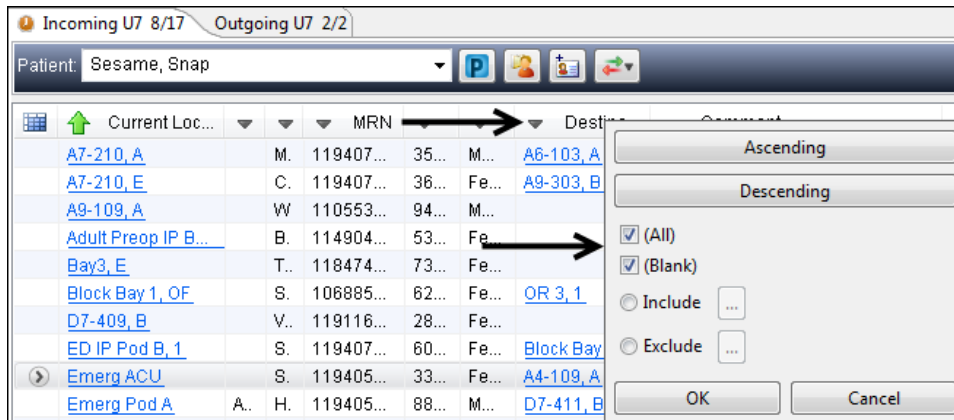 Incoming U7 8/17 Outgoing U7 2/2
Patient: Sesame, Snap P
Current Loc... MRN
A7-210, A M. 119407... 35... M... A6-103, A
A7-210, E C. 119407... 36... Fe... A9-303, B
A9-109, A W 110553... 94... M...
Adult Preop IP B... B. 114904... 53... Fe...
Bay3, E T.. 118474... 73... Fe...
Block Bay 1, OF S. 106885... 62... Fe... OR 3, 1
D7-409, B V.. 119116... 28... Fe...
ED IP Pod B, 1 S. 119407... 60... Fe... Block Bay
Emerg ACU S. 119405... 33... Fe... A4-109, A
Emerg Pod A A.. H. 119405... 88... M... D7-411, B
Ascending
Descending
(All)
(Blank)
Include ...
Exclude ...
OK Cancel